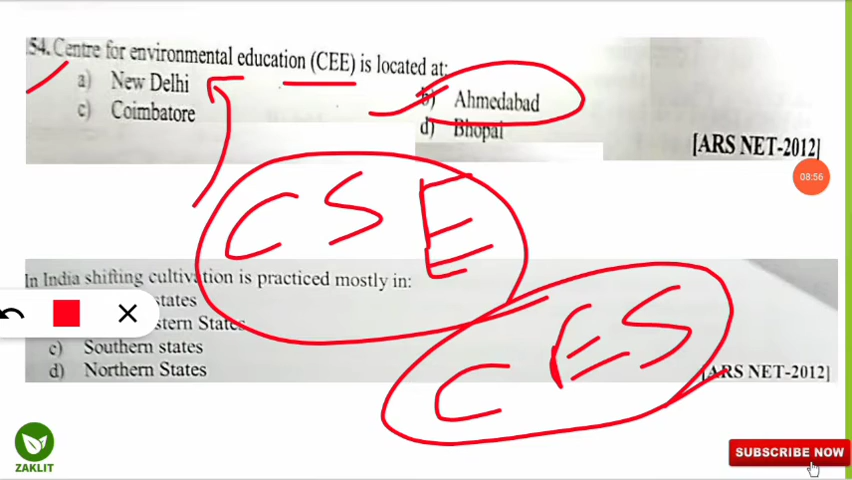 54. Centre for environmental education (CEE) is located at:
a) New Delhi
b) Ahmedabad
c) Coimbatore
d) Bhopal
[ARS NET-2012]
08:56
CSE
In India shifting cultivation is practiced mostly in:
states
stern States
c) Southern states
d) Northern States
[ARS NET-2012]
CES
ZAKLIT
SUBSCRIBE NOW